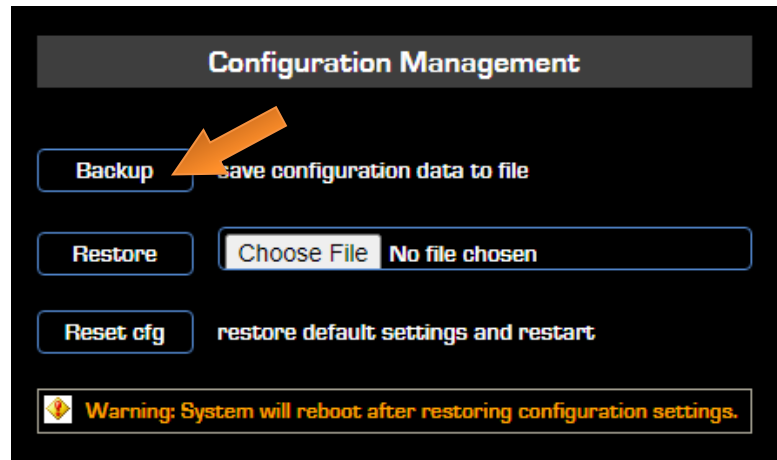 Configuration Management
Backup save configuration data to file
Restore Choose File No file chosen
Reset cfg restore default settings and restart
Warning: System will reboot after restoring configuration settings.